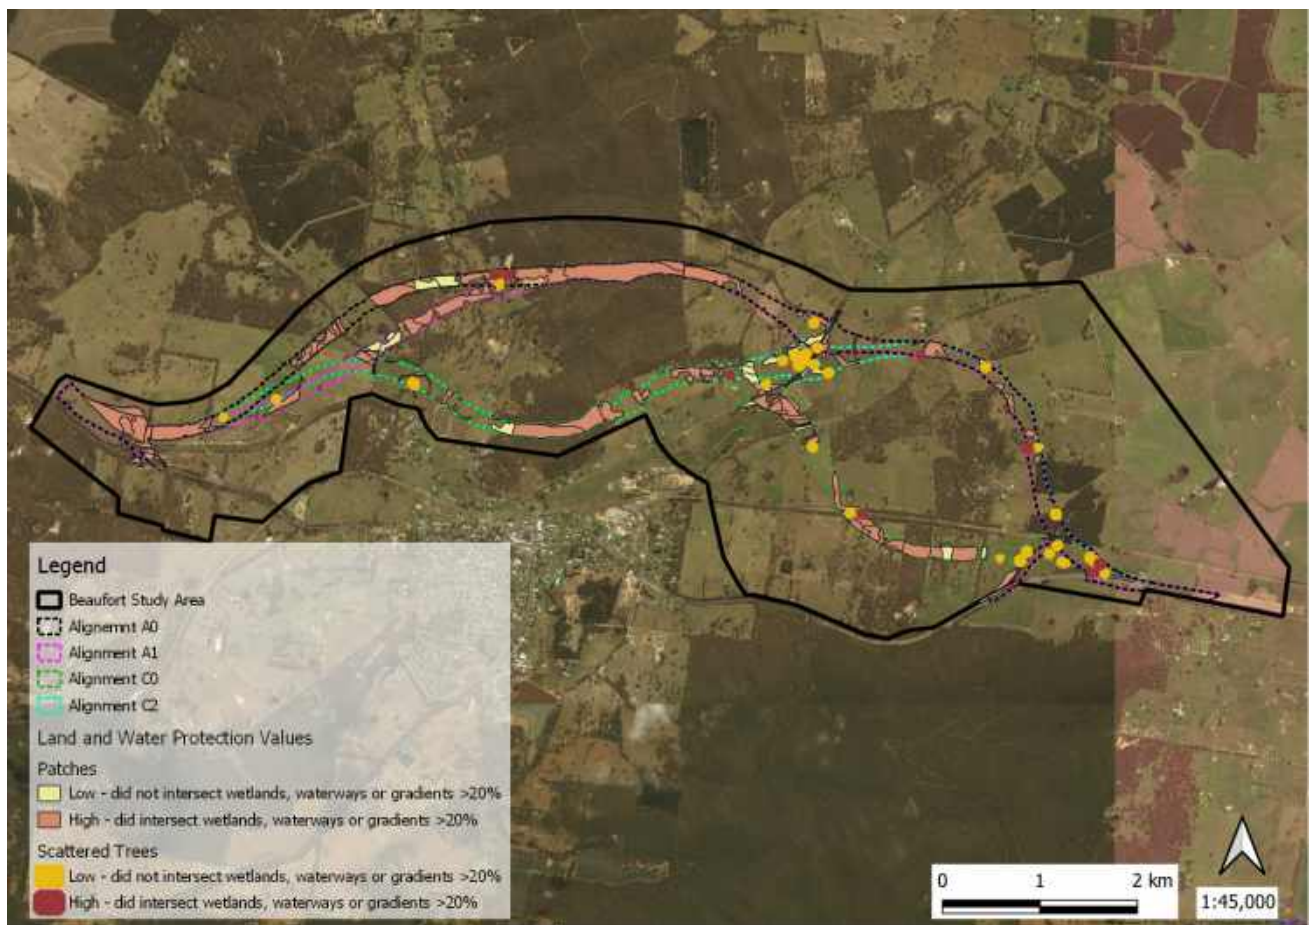 Legend
Beaufort Study Area
Alignemnt A0
Alignment A1
Alignment C0
Alignment C2
Land and Water Protection Values
Patches
Low - did not intersect wetlands, waterways or gradients >20%
High - did intersect wetlands, waterways or gradients >20%
Scattered Trees
Low - did not intersect wetlands, waterways or gradients >20%
High - did intersect wetlands, waterways or gradients >20%
0 1 2 km
1:45,000